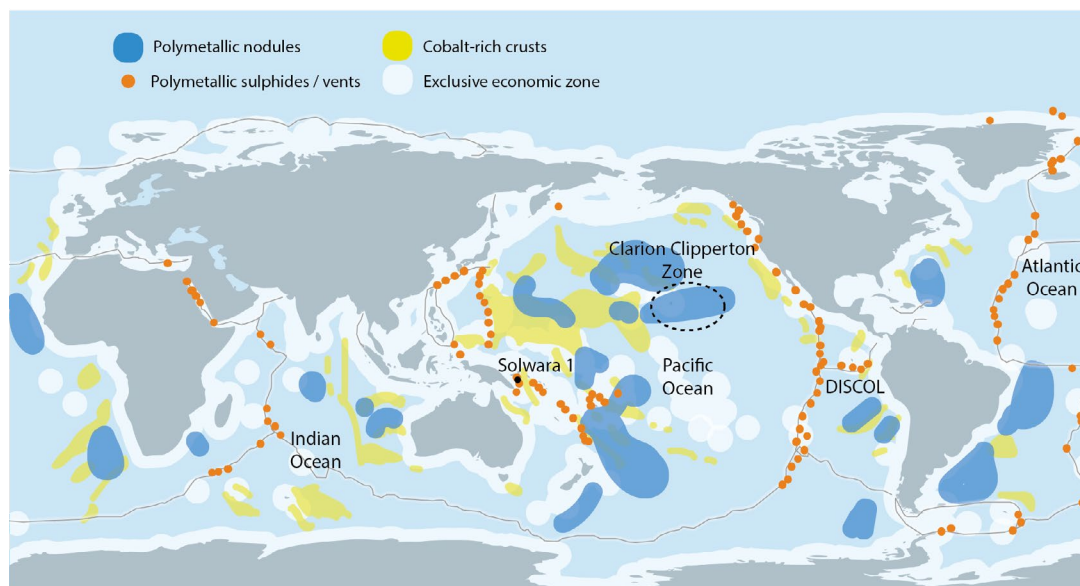 Polymetallic nodules
Cobalt-rich crusts
Polymetallic sulphides / vents
Exclusive economic zone
Clarion Clipperton
Zone
Atlantic
Ocean
Solwara 1
Pacific
Ocean
DISCOL
Indian
Ocean